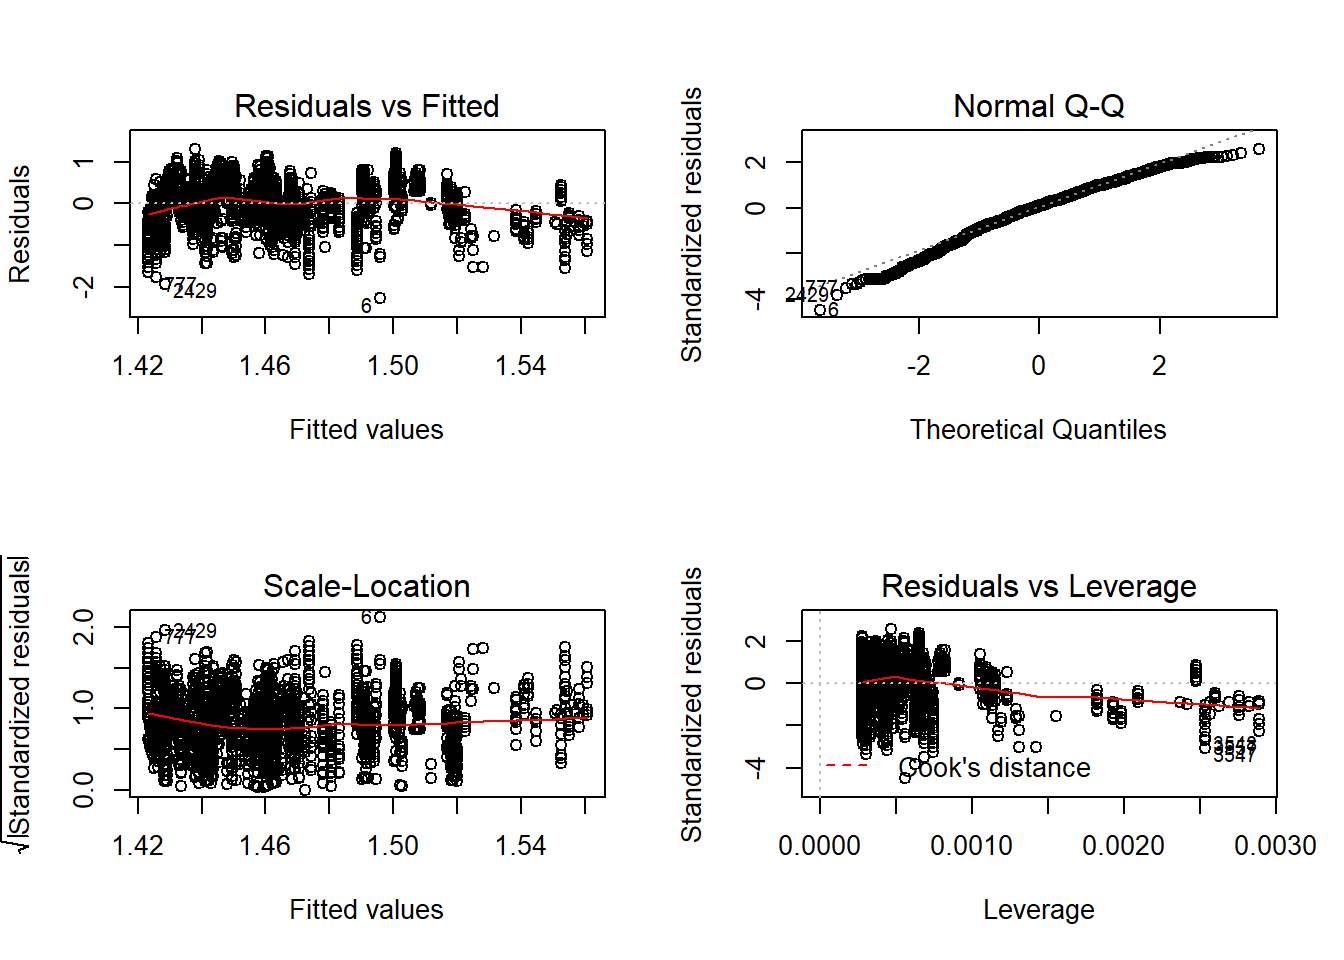 Residuals vs Fitted
Residuals
1
0
-2
777
2429
6
1.42 1.46 1.50 1.54
Fitted values
Normal Q-Q
Standardized residuals
2
0
-4
777
2429
6
-2 0 2
Theoretical Quantiles
Scale-Location
√|Standardized residuals|
2.0
1.0
0.0
6
2429
777
1.42 1.46 1.50 1.54
Fitted values
Residuals vs Leverage
Standardized residuals
2
0
-4
Cook's distance
3548
3547
0.0000 0.0010 0.0020 0.0030
Leverage